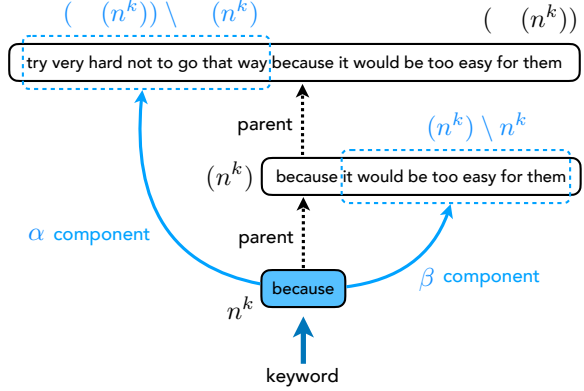 ( (n^k)) \ (n^k)
( (n^k))
try very hard not to go that way because it would be too easy for them
parent
(n^k) \ n^k
(n^k)
because it would be too easy for them
α component
parent
β component
because
n^k
keyword